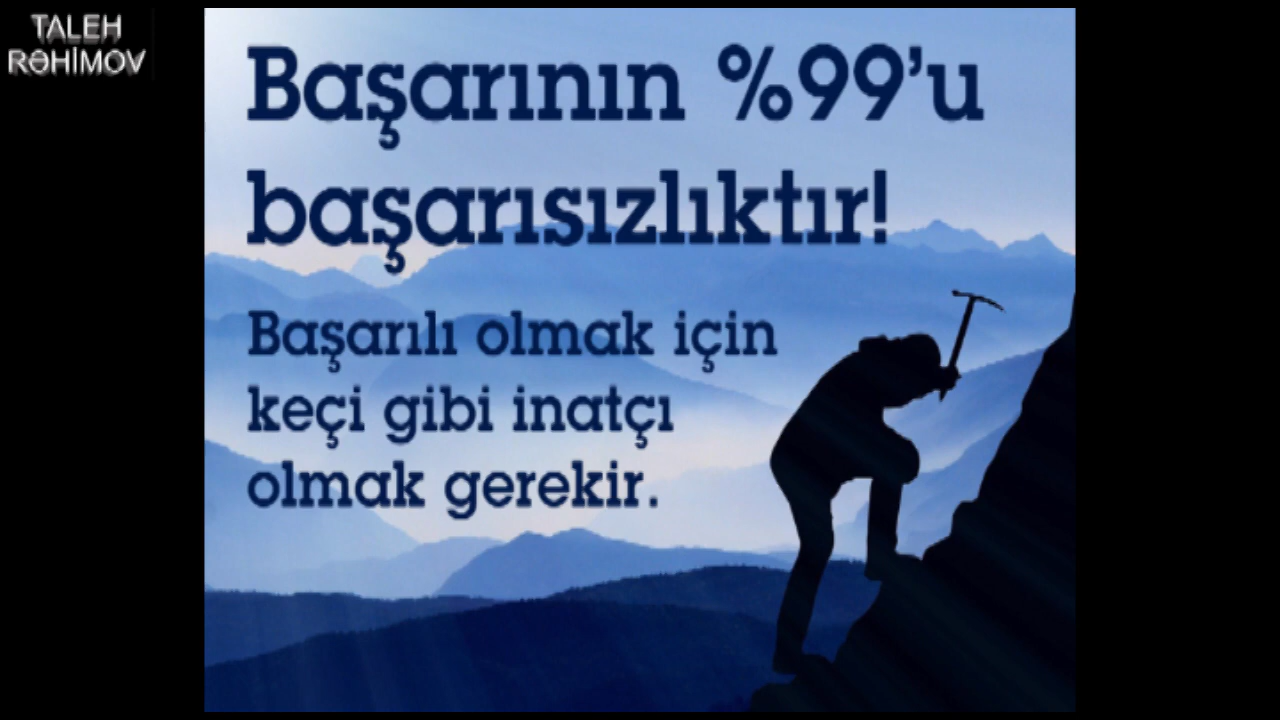 TALEH
RƏHİMOV
Başarının %99’u
başarısızlıktır!
Başarılı olmak için
keçi gibi inatçı
olmak gerekir.